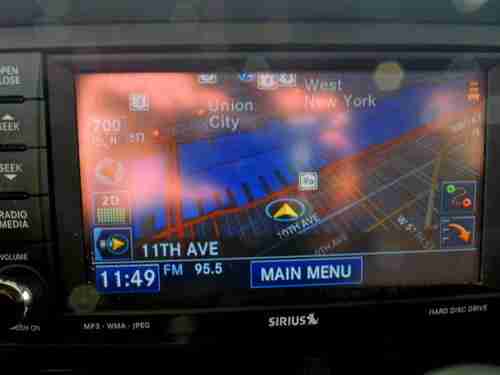 OPEN
CLOSE
SEEK
SEEK
RADIO
MEDIA
VOLUME
West
New York
Union
City
700
2D
10TH AVE
11TH AVE
11:49
FM 95.5
MAIN MENU
MP3 - WMA - JPEG
SIRIUS
HARD DISC DRIVE